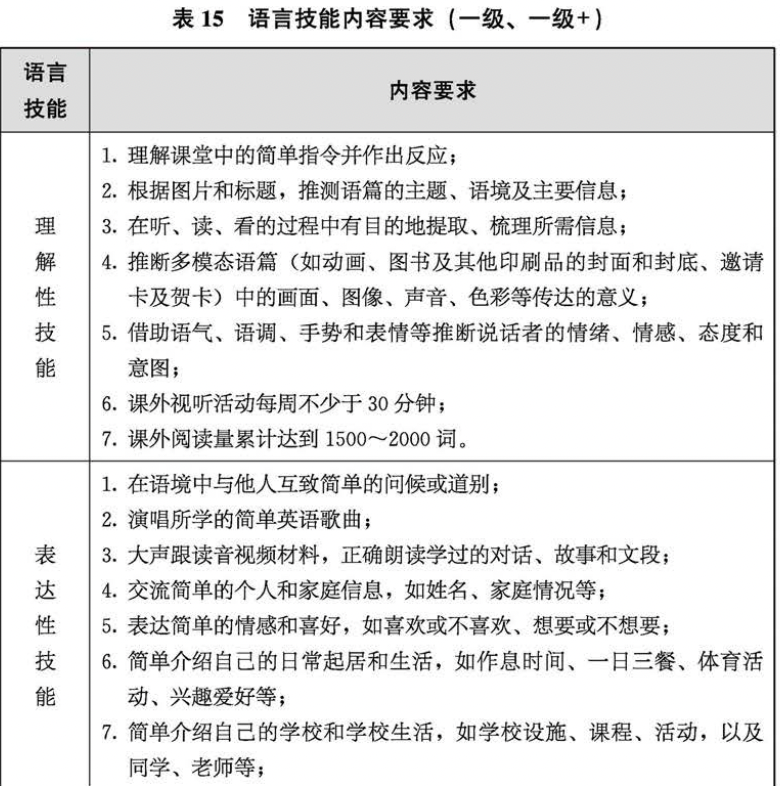 表 15 语言技能内容要求（一级、一级+）
语言
技能
内容要求
理
解
性
技
能
1. 理解课堂中的简单指令并作出反应；
2. 根据图片和标题，推测语篇的主题、语境及主要信息；
3. 在听、读、看的过程中有目的地提取、梳理所需信息；
4. 推断多模态语篇（如动画、图书及其他印刷品的封面和封底、邀请
卡及贺卡）中的画面、图像、声音、色彩等传达的意义；
5. 借助语气、语调、手势和表情等推断说话者的情绪、情感、态度和
意图；
6. 课外视听活动每周不少于 30 分钟；
7. 课外阅读量累计达到 1500～2000 词。
表
达
性
技
能
1. 在语境中与他人互致简单的问候或道别；
2. 演唱所学的简单英语歌曲；
3. 大声跟读音视频材料，正确朗读学过的对话、故事和文段；
4. 交流简单的个人和家庭信息，如姓名、家庭情况等；
5. 表达简单的情感和喜好，如喜欢或不喜欢、想要或不想要；
6. 简单介绍自己的日常起居和生活，如作息时间、一日三餐、体育活
动、兴趣爱好等；
7. 简单介绍自己的学校和学校生活，如学校设施、课程、活动，以及
同学、老师等；